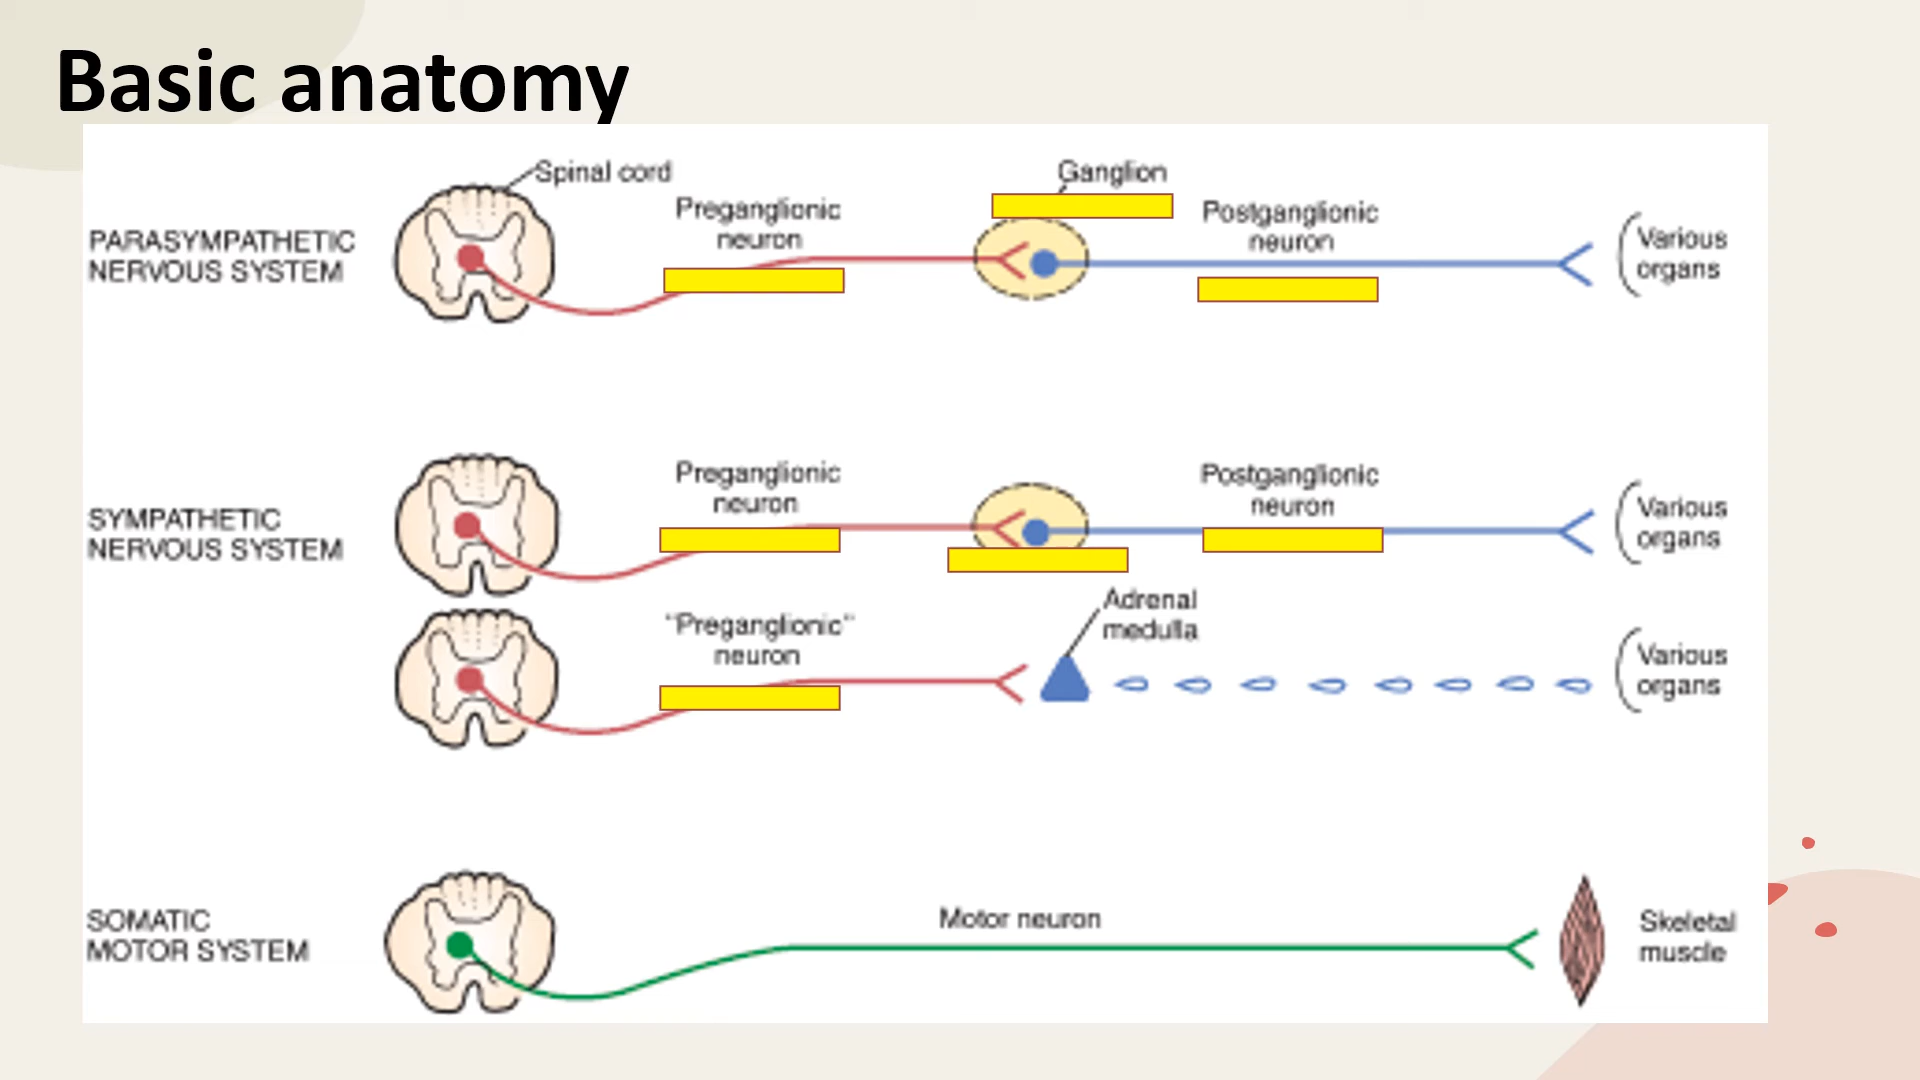 Basic anatomy
Spinal cord
Ganglion
Preganglionic
neuron
Postganglionic
neuron
PARASYMPATHETIC
NERVOUS SYSTEM
Various
organs
Preganglionic
neuron
Postganglionic
neuron
SYMPATHETIC
NERVOUS SYSTEM
Various
organs
Adrenal
medulla
"Preganglionic"
neuron
Various
organs
SOMATIC
MOTOR SYSTEM
Motor neuron
Skeletal
muscle